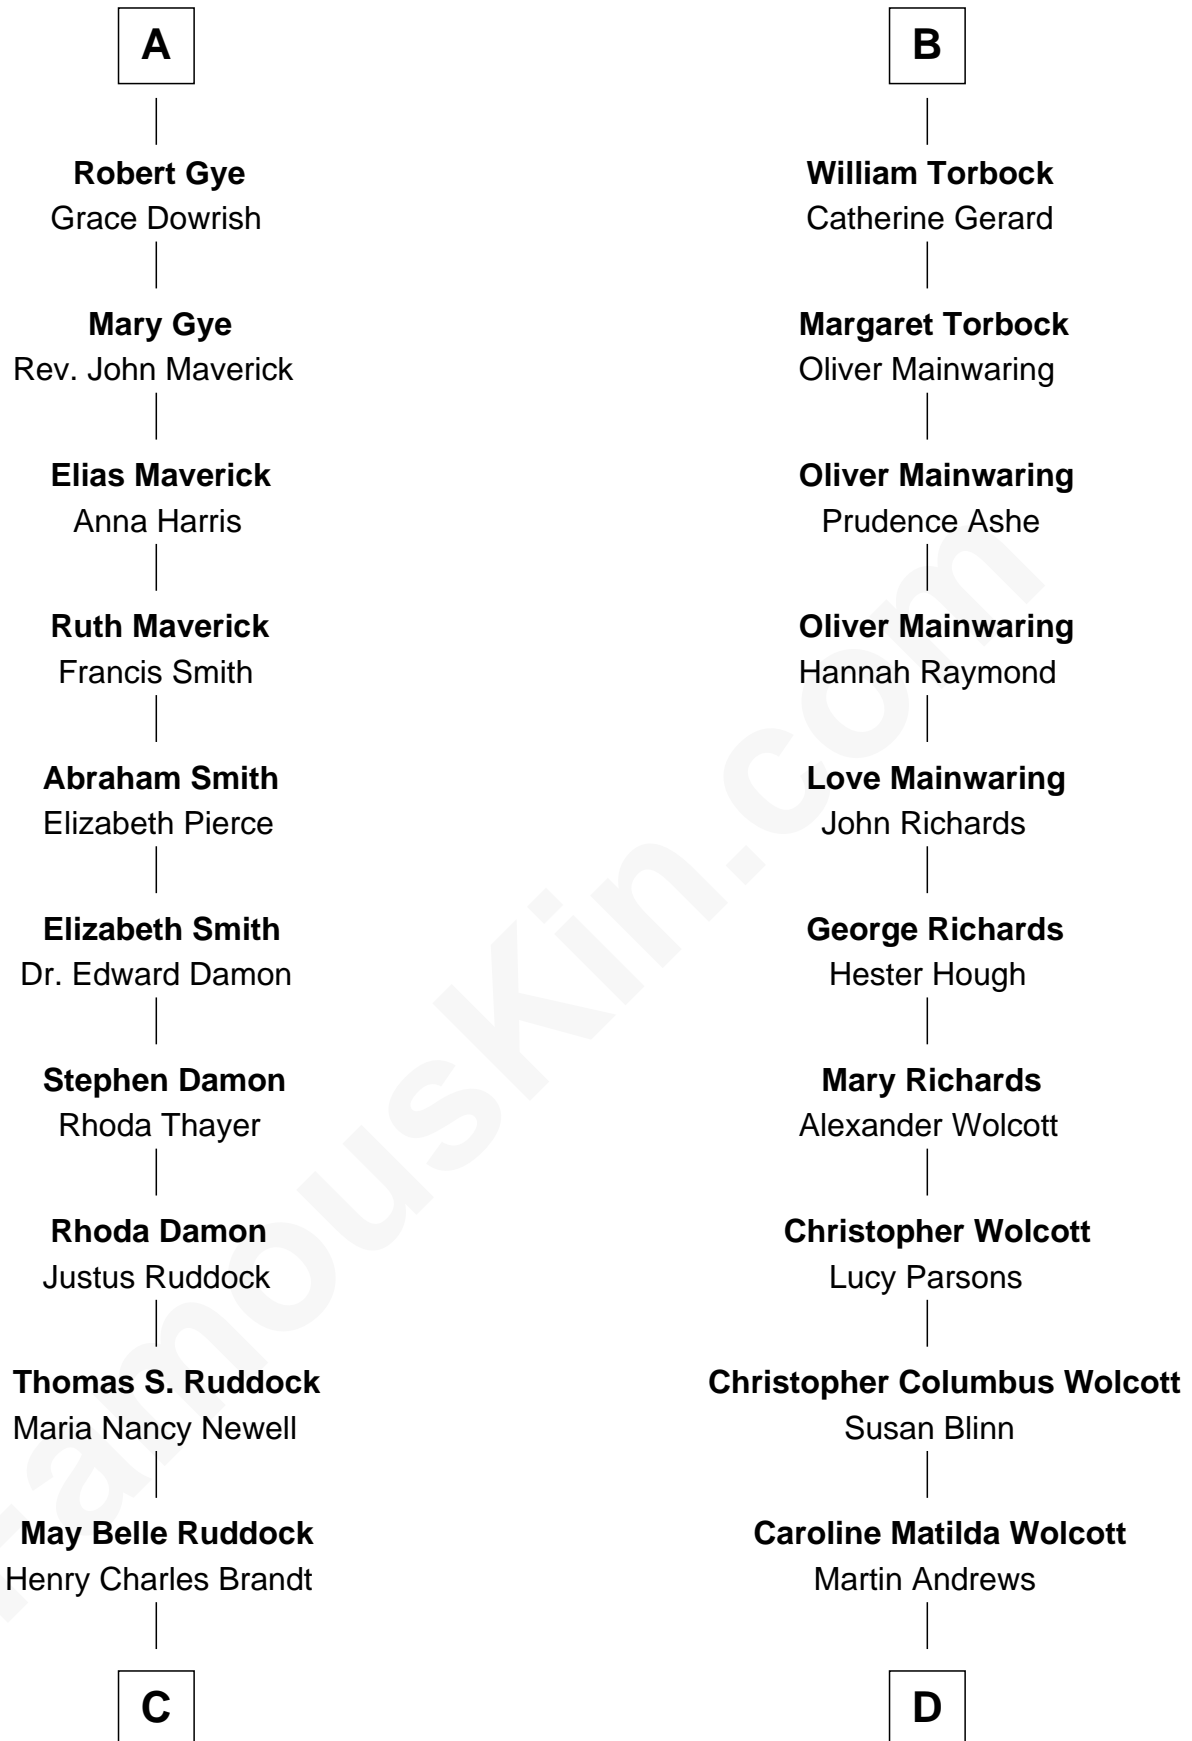 A
Robert Gye
Grace Dowrish
Mary Gye
Rev. John Maverick
Elias Maverick
Anna Harris
Ruth Maverick
Francis Smith
Abraham Smith
Elizabeth Pierce
Elizabeth Smith
Dr. Edward Damon
Stephen Damon
Rhoda Thayer
Rhoda Damon
Justus Ruddock
Thomas S. Ruddock
Maria Nancy Newell
May Belle Ruddock
Henry Charles Brandt
C
B
William Torbock
Catherine Gerard
Margaret Torbock
Oliver Mainwaring
Oliver Mainwaring
Prudence Ashe
Oliver Mainwaring
Hannah Raymond
Love Mainwaring
John Richards
George Richards
Hester Hough
Mary Richards
Alexander Wolcott
Christopher Wolcott
Lucy Parsons
Christopher Columbus Wolcott
Susan Blinn
Caroline Matilda Wolcott
Martin Andrews
D
FamousKin.com